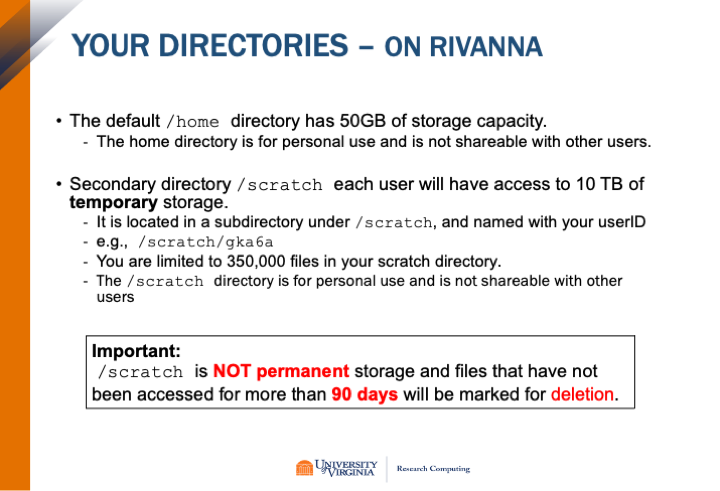 YOUR DIRECTORIES – ON RIVANNA
• The default /home directory has 50GB of storage capacity.
- The home directory is for personal use and is not shareable with other users.
• Secondary directory /scratch each user will have access to 10 TB of
temporary storage.
- It is located in a subdirectory under /scratch, and named with your userID
- e.g., /scratch/gka6a
- You are limited to 350,000 files in your scratch directory.
- The /scratch directory is for personal use and is not shareable with other
users
Important:
/scratch is NOT permanent storage and files that have not
been accessed for more than 90 days will be marked for deletion.
UNIVERSITY
of VIRGINIA
Research Computing